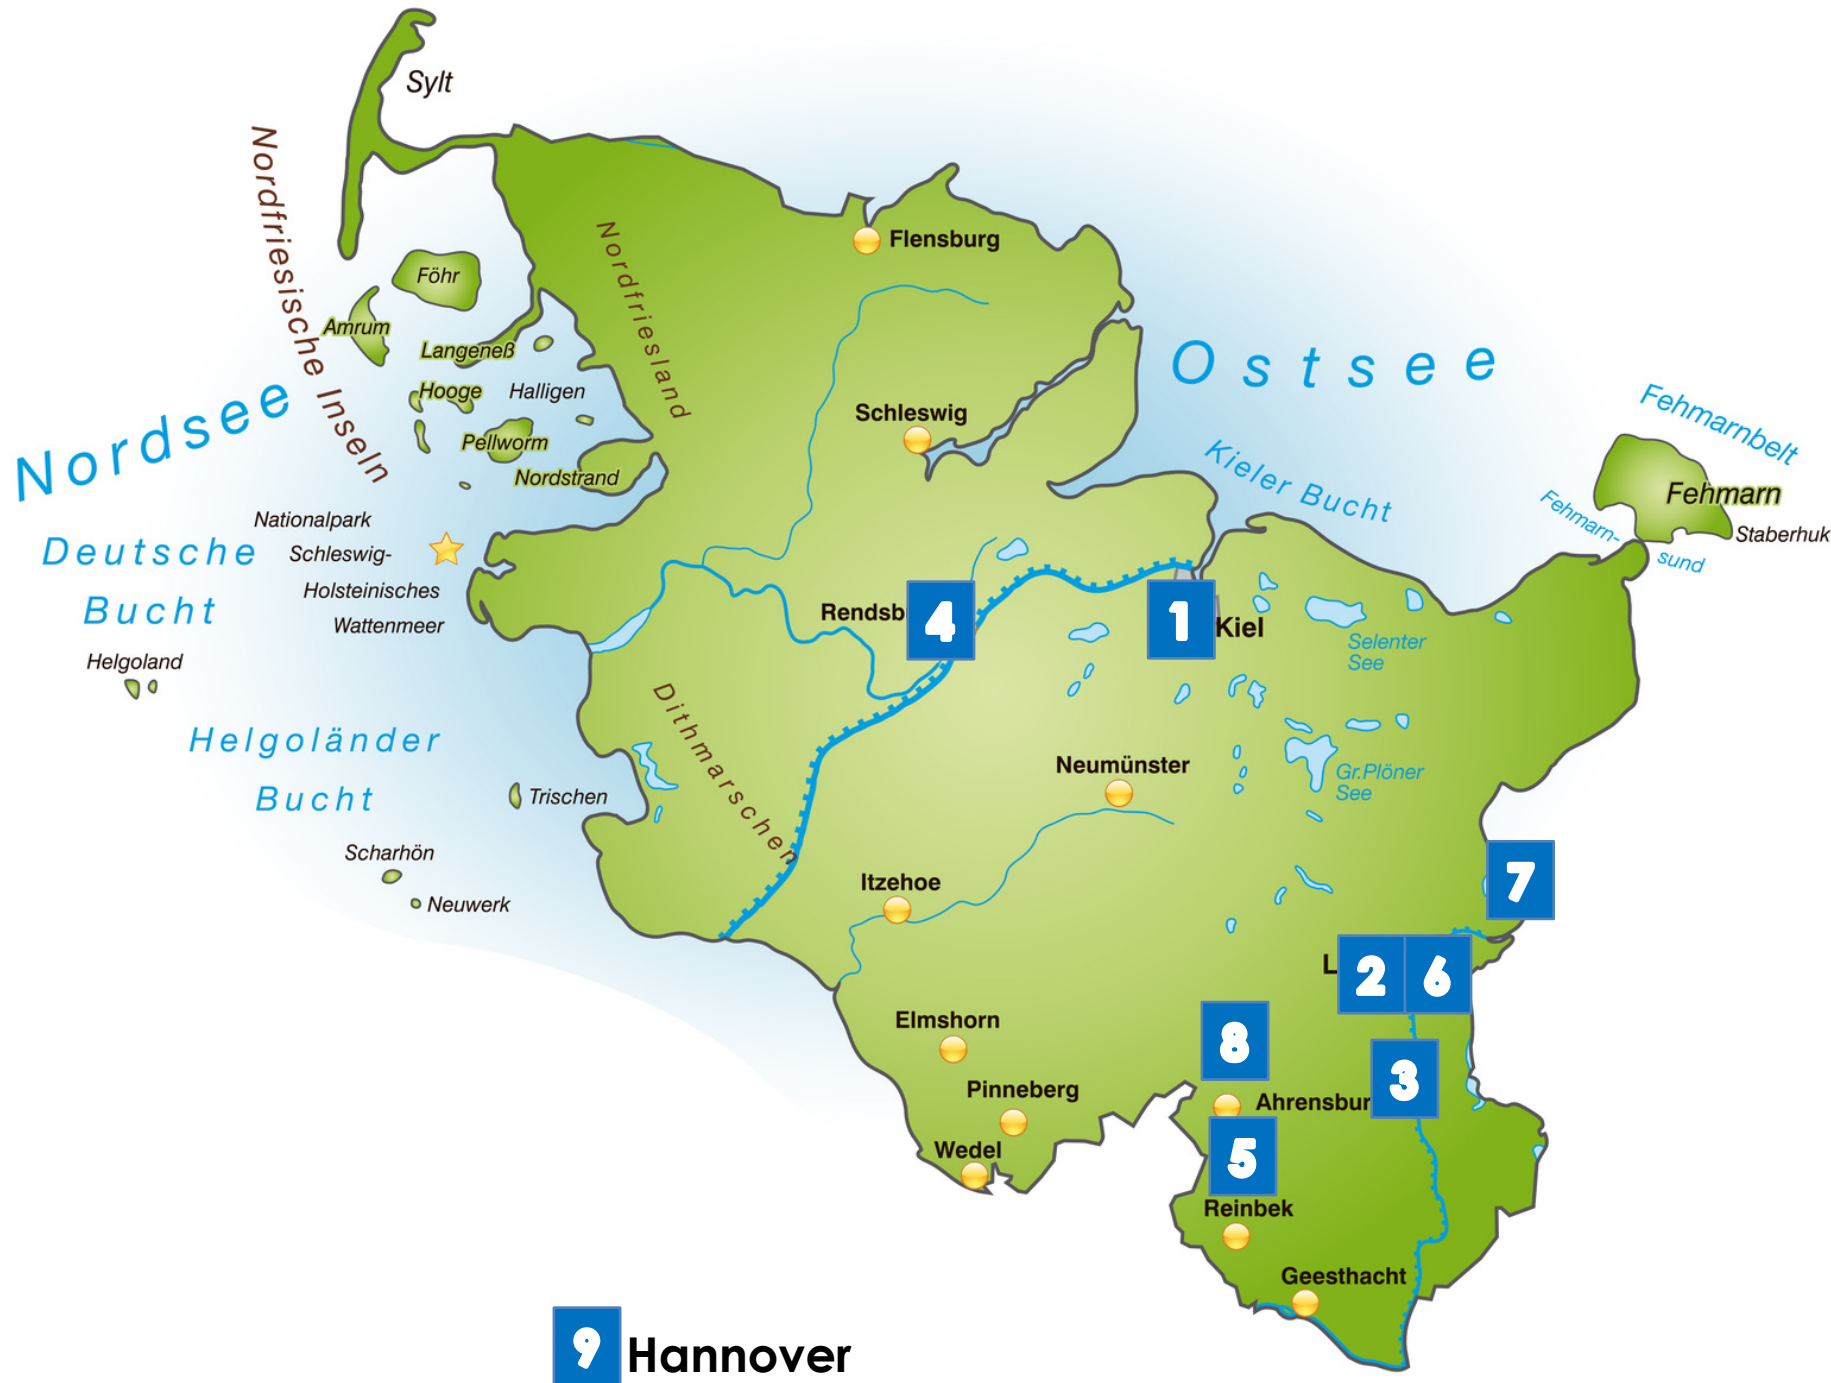 Sylt
Nordfriesische Inseln
Nordfriesland
Flensburg
Föhr
Amrum
Langeneß
Hooge
Halligen
Pellworm
Nordstrand
Nordsee
Ostsee
Schleswig
Kieler Bucht
Fehmarnbelt
Fehmarn
Staberhuk
Fehmarn-
sund
Nationalpark
Schleswig-
Holsteinisches
Wattenmeer
Deutsche
Bucht
Helgoland
Helgoländer
Bucht
Rendsb
4
1
Kiel
Selenter
See
Dithmarschen
Neumünster
Gr.Plöner
See
Trischen
Scharhön
Neuwerk
Itzehoe
7
L
2
6
Elmshorn
8
3
Pinneberg
Ahrensbur
Wedel
5
Reinbek
Geesthacht
9 Hannover